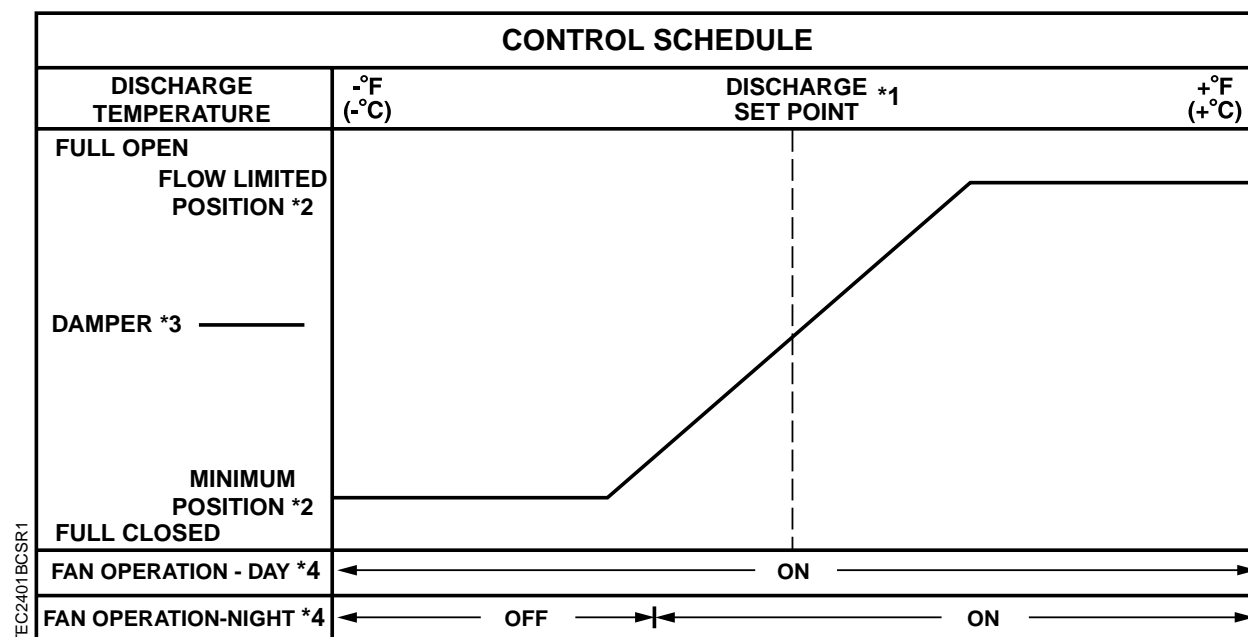 CONTROL SCHEDULE
DISCHARGE
TEMPERATURE
-°F
(-°C)
DISCHARGE *1
SET POINT
+°F
(+°C)
FULL OPEN
FLOW LIMITED
POSITION *2
DAMPER *3
MINIMUM
POSITION *2
FULL CLOSED
FAN OPERATION - DAY *4
ON
FAN OPERATION-NIGHT *4
OFF
ON
TEC2401BCSR1